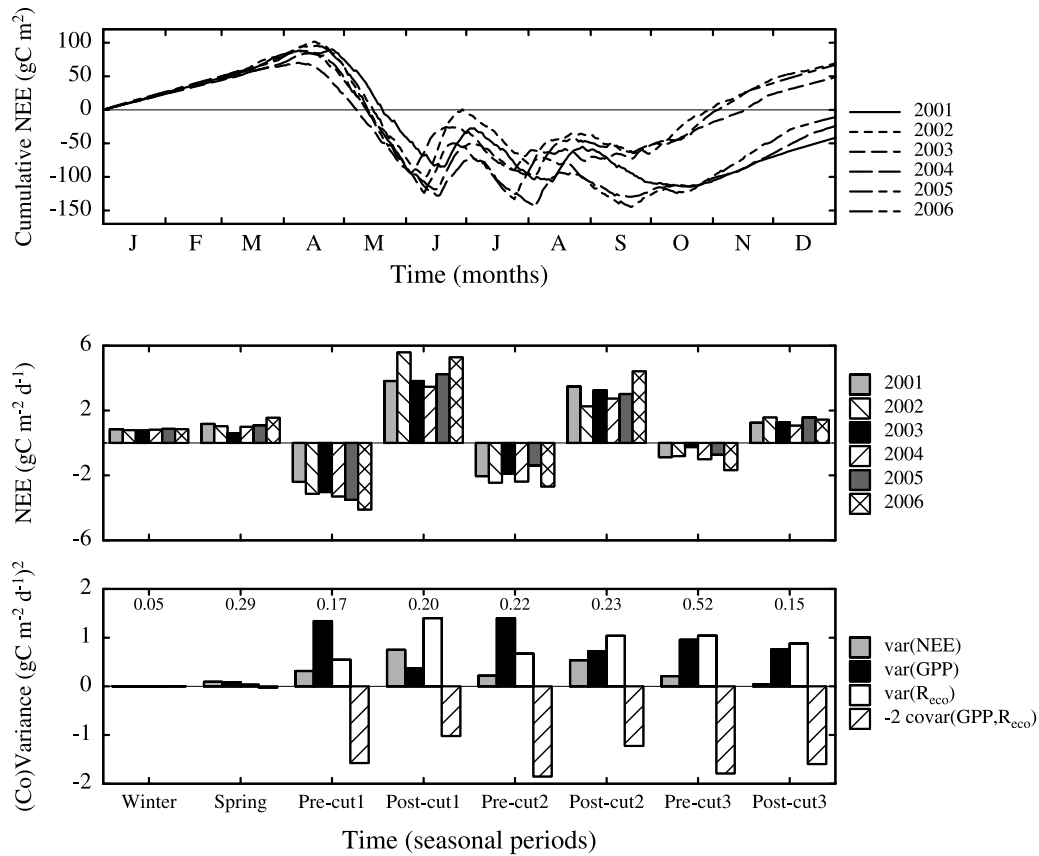 Cumulative NEE (gC m²)
100
50
0
-50
-100
-150
J F M A M J J A S O N D
Time (months)
2001
2002
2003
2004
2005
2006
NEE (gC m⁻² d⁻¹)
6
2
-2
-6
2001
2002
2003
2004
2005
2006
(Co)Variance (gC m⁻² d⁻¹)²
2
1
0
-1
-2
0.05 0.29 0.17 0.20 0.22 0.23 0.52 0.15
var(NEE)
var(GPP)
var(R_eco)
-2 covar(GPP,R_eco)
Winter Spring Pre-cut1 Post-cut1 Pre-cut2 Post-cut2 Pre-cut3 Post-cut3
Time (seasonal periods)